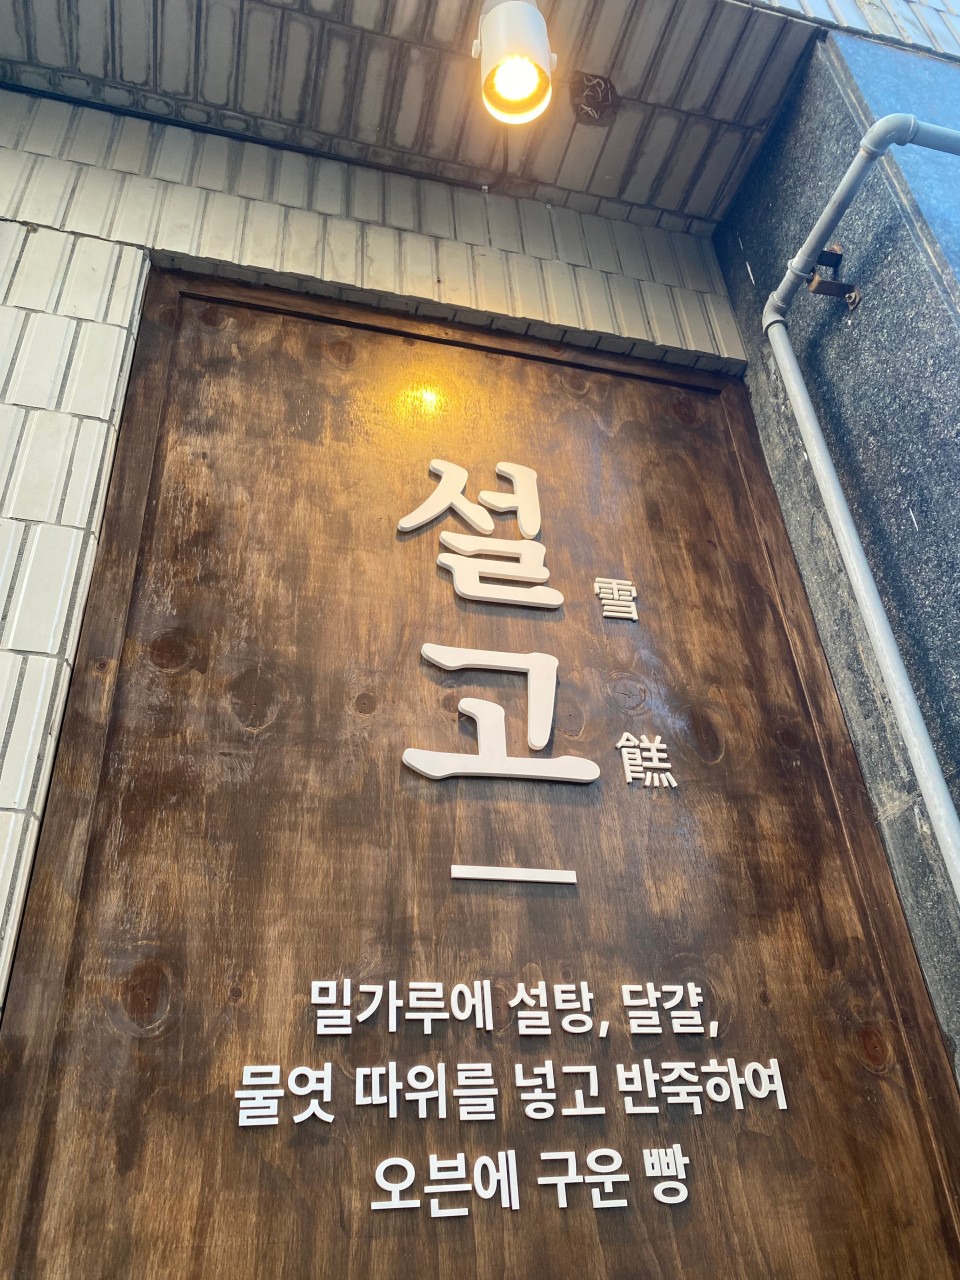 설고
雪餻
밀가루에 설탕, 달걀,
물엿 따위를 넣고 반죽하여
오븐에 구운 빵